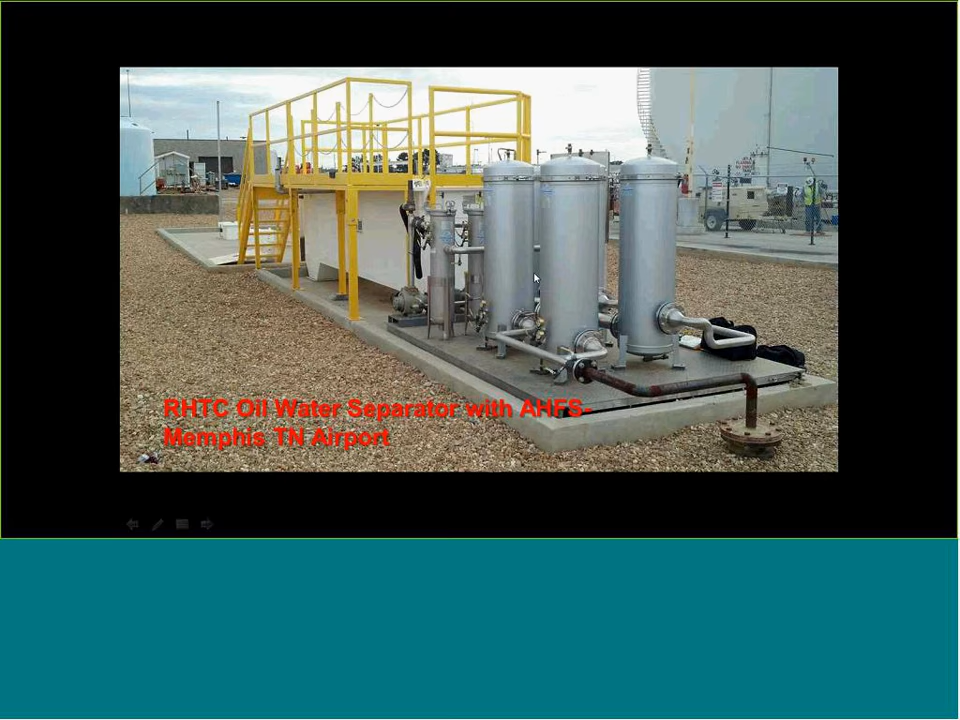 RHTC Oil Water Separator with AHFS-
Memphis TN Airport